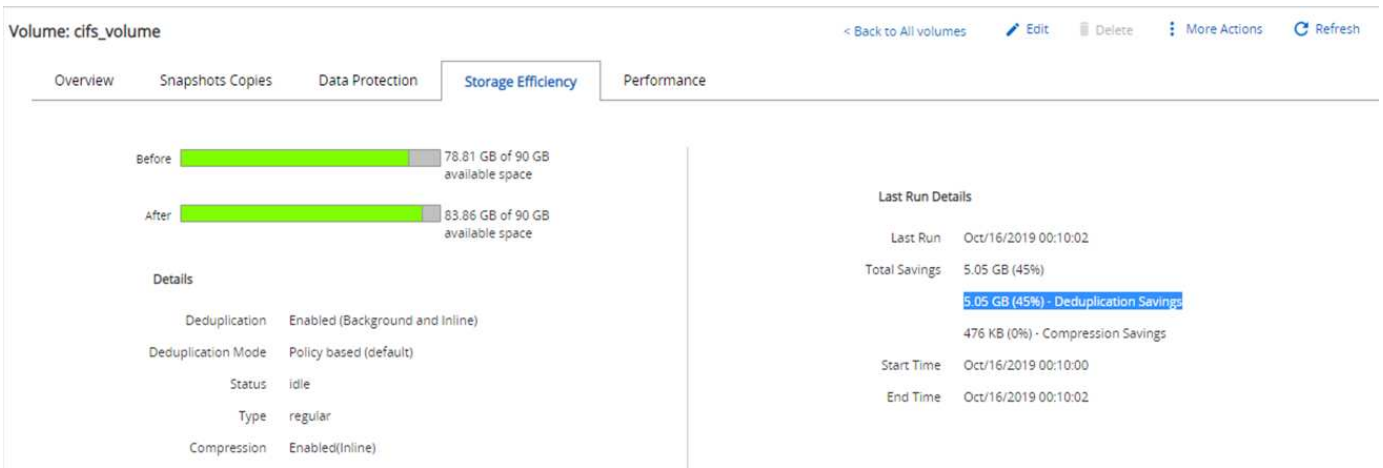 Volume: cifs_volume
< Back to All volumes Edit Delete More Actions Refresh
Overview Snapshots Copies Data Protection Storage Efficiency Performance
Before 78.81 GB of 90 GB
available space
After 83.86 GB of 90 GB
available space
Details
Deduplication Enabled (Background and Inline)
Deduplication Mode Policy based (default)
Status idle
Type regular
Compression Enabled(Inline)
Last Run Details
Last Run Oct/16/2019 00:10:02
Total Savings 5.05 GB (45%)
5.05 GB (45%) - Deduplication Savings
476 KB (0%) - Compression Savings
Start Time Oct/16/2019 00:10:00
End Time Oct/16/2019 00:10:02